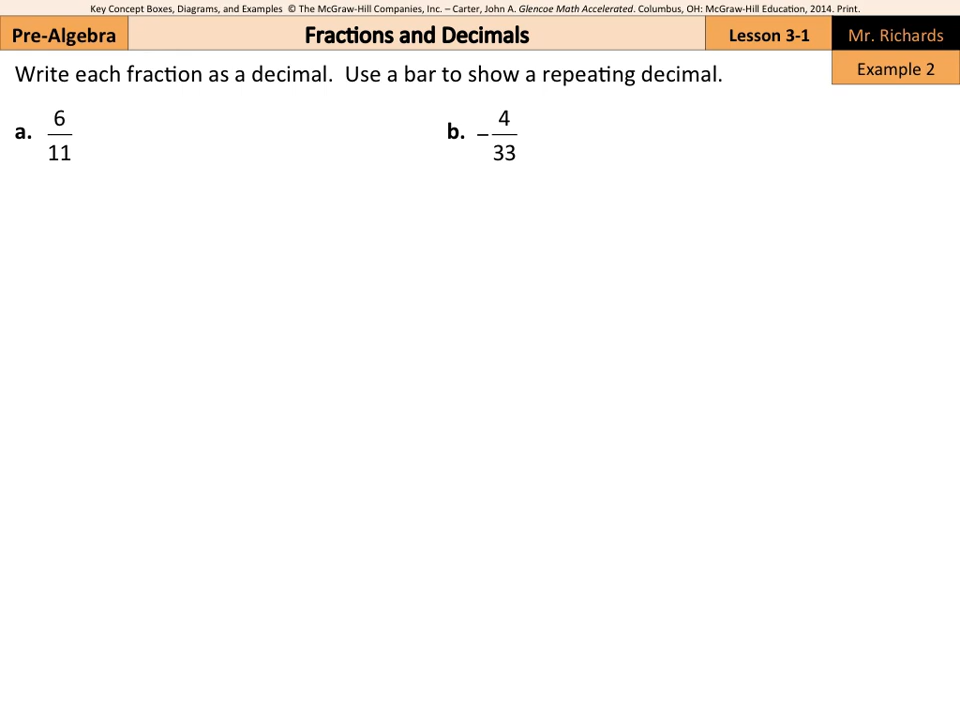 Key Concept Boxes, Diagrams, and Examples © The McGraw-Hill Companies, Inc. – Carter, John A. Glencoe Math Accelerated. Columbus, OH: McGraw-Hill Education, 2014. Print.
Pre-Algebra Fractions and Decimals Lesson 3-1 Mr. Richards
Example 2
Write each fraction as a decimal. Use a bar to show a repeating decimal.
a. 6/11 b. –4/33